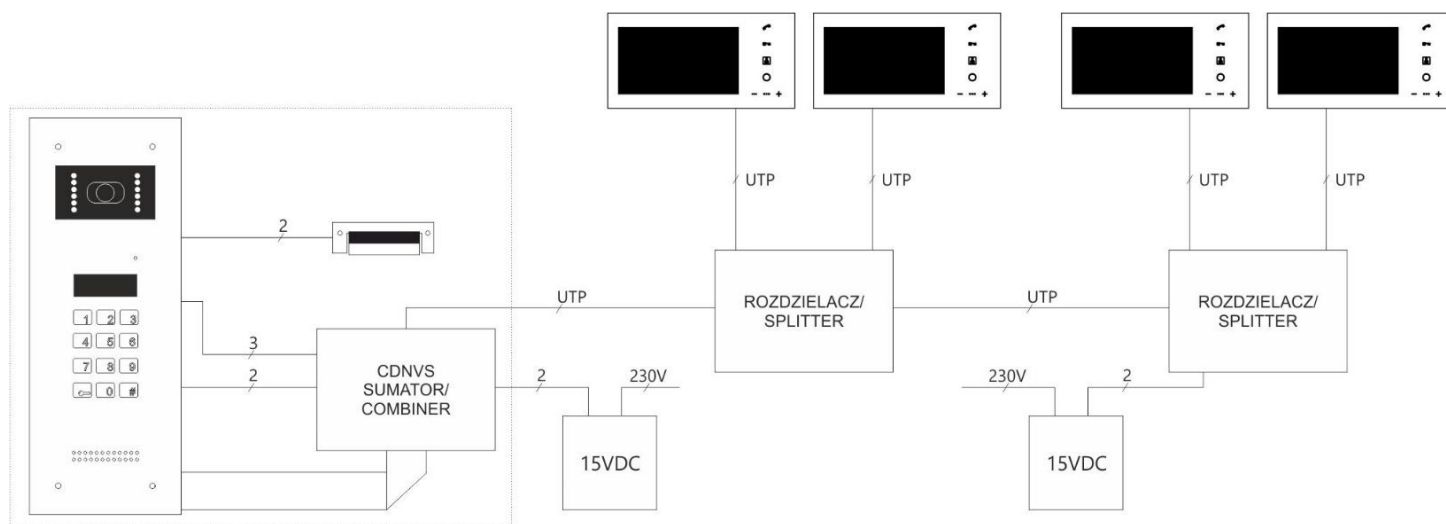 UTP
UTP
UTP
UTP
2
UTP
UTP
ROZDZIELACZ/
SPLITTER
ROZDZIELACZ/
SPLITTER
1 2 3
4 5 6
7 8 9
0 #
3
2
CDNVS
SUMATOR/
COMBINER
2
230V
230V
2
15VDC
15VDC